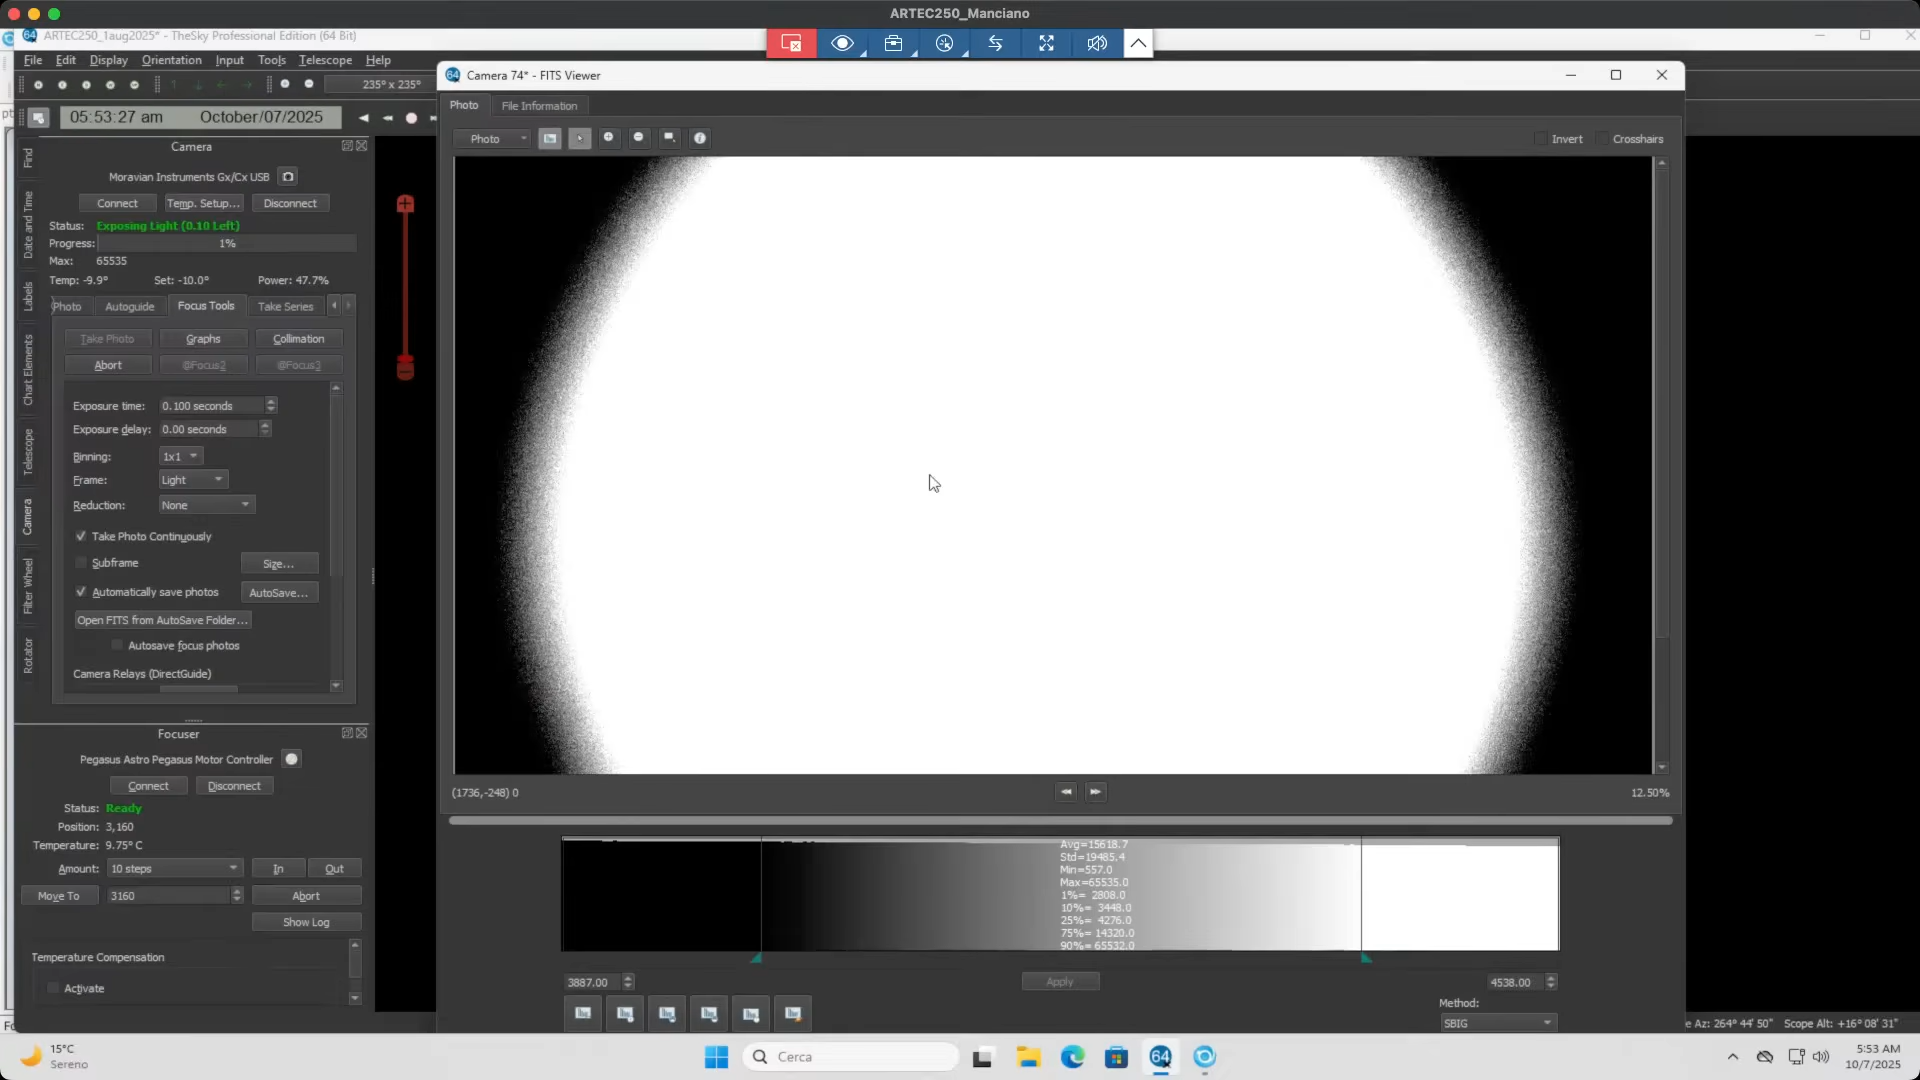 ARTEC250_Manciano
ARTEC250_1aug2025* - TheSky Professional Edition (64 Bit)
File Edit Display Orientation Input Tools Telescope Help
235° x 235°
05:53:27 am October/07/2025
Find
Date and Time
Labels
Chart Elements
Telescope
Camera
Filter Wheel
Rotator
Camera
Moravian Instruments Gx/Cx USB
Connect Temp. Setup... Disconnect
Status: Exposing Light (0.10 Left)
Progress: 1%
Max: 65535
Temp: -9.9° Set: -10.0° Power: 47.7%
Photo Autoguide Focus Tools Take Series
Take Photo Graphs Collimation
Abort @Focus2 @Focus3
Exposure time: 0.100 seconds
Exposure delay: 0.00 seconds
Binning: 1x1
Frame: Light
Reduction: None
Take Photo Continuously
Subframe Size...
Automatically save photos AutoSave...
Open FITS from AutoSave Folder...
Autosave focus photos
Camera Relays (DirectGuide)
Focuser
Pegasus Astro Pegasus Motor Controller
Connect Disconnect
Status: Ready
Position: 3,160
Temperature: 9.75° C
Amount: 10 steps In Out
Move To 3160 Abort
Show Log
Temperature Compensation
Activate
64 Camera 74* - FITS Viewer
Photo File Information
Photo
Invert Crosshairs
(1736,-248) 0
12.50%
Avg=15618.7
Std=19485.4
Min=557.0
Max=65535.0
1%= 2808.0
10%= 3448.0
25%= 4276.0
75%= 14320.0
90%= 65532.0
3887.00 Apply 4538.00
Method:
SBIG
e Az: 264° 44' 50" Scope Alt: +16° 08' 31"
15°C
Sereno
Cerca
64
5:53 AM
10/7/2025